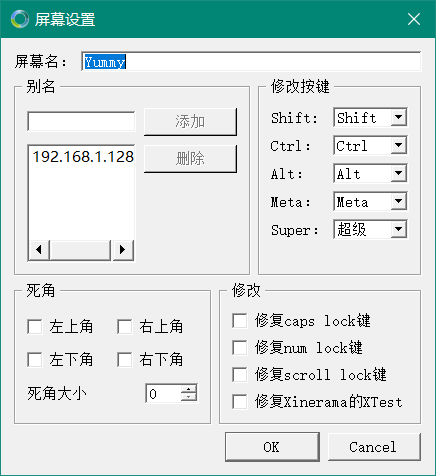 屏幕设置
屏幕名: Yummy
别名
添加
192.168.1.128
删除
修改按键
Shift: Shift
Ctrl: Ctrl
Alt: Alt
Meta: Meta
Super: 超级
死角
左上角 右上角
左下角 右下角
死角大小 0
修改
修复caps lock键
修复num lock键
修复scroll lock键
修复Xinerama的XTest
OK Cancel